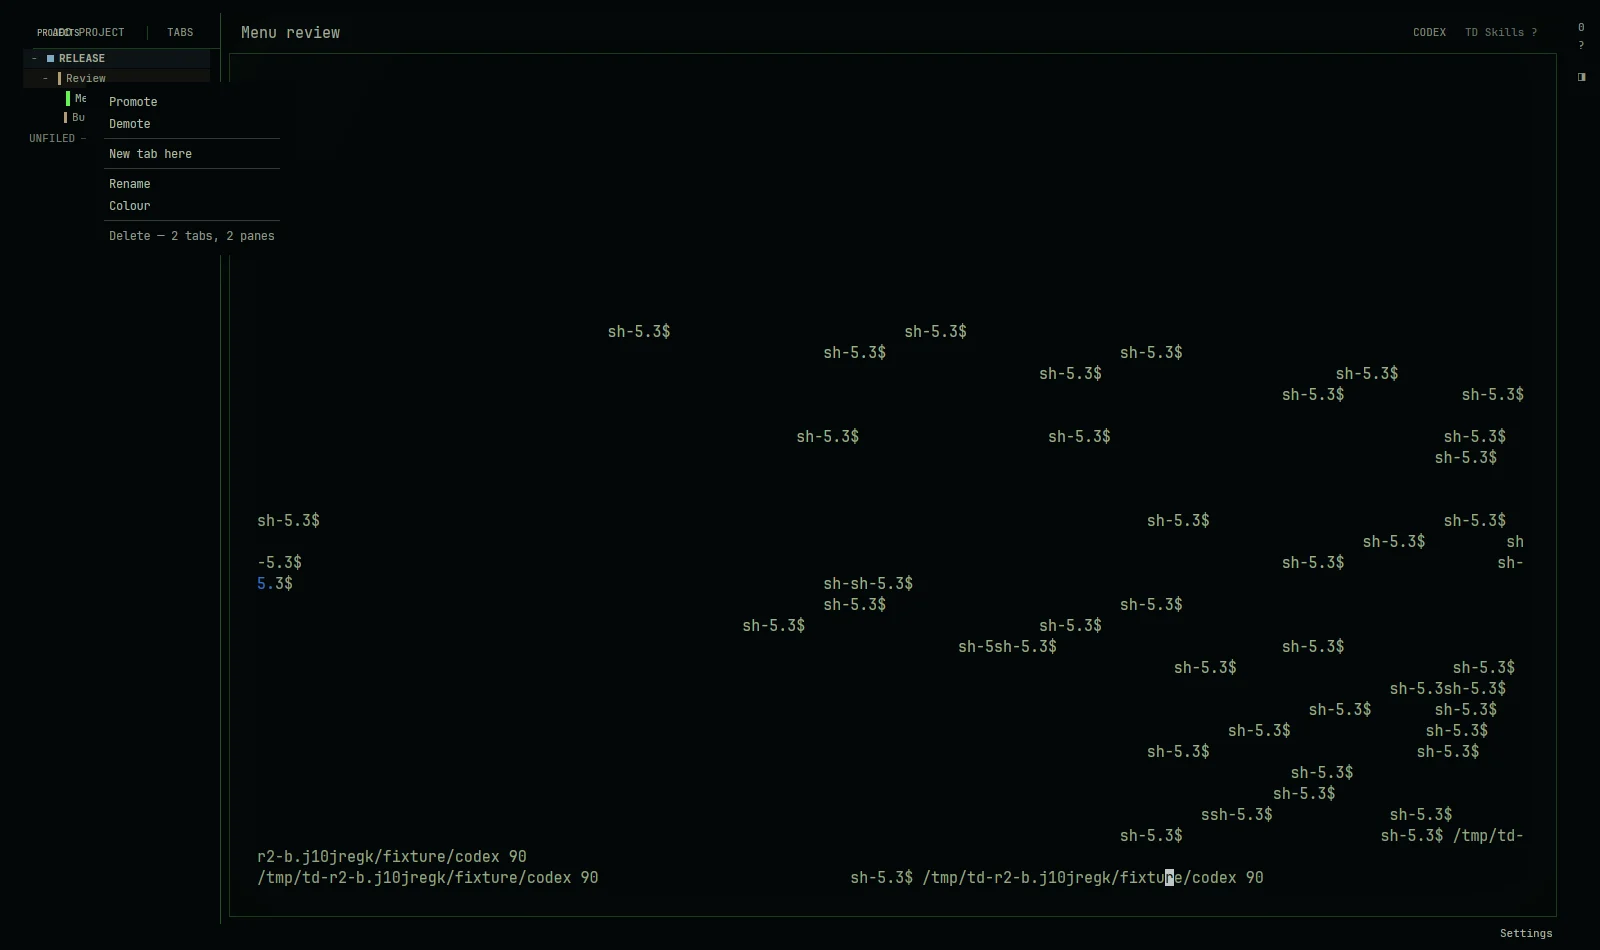 PROJECTS PROJECT TABS Menu review CODEX TD Skills ? 0
?
- RELEASE
- Review
Me
Bu
UNFILED -
Promote
Demote
New tab here
Rename
Colour
Delete — 2 tabs, 2 panes
sh-5.3$ sh-5.3$
sh-5.3$ sh-5.3$
sh-5.3$ sh-5.3$
sh-5.3$ sh-5.3$
sh-5.3$ sh-5.3$ sh-5.3$
sh-5.3$
sh-5.3$ sh-5.3$ sh-5.3$
sh-5.3$ sh
-5.3$ sh-5.3$ sh-
5.3$ sh-sh-5.3$
sh-5.3$ sh-5.3$
sh-5.3$ sh-5.3$
sh-5sh-5.3$ sh-5.3$
sh-5.3$ sh-5.3$
sh-5.3sh-5.3$
sh-5.3$ sh-5.3$
sh-5.3$ sh-5.3$
sh-5.3$ sh-5.3$
sh-5.3$
sh-5.3$
ssh-5.3$ sh-5.3$
sh-5.3$ sh-5.3$ /tmp/td-
r2-b.j10jregk/fixture/codex 90
/tmp/td-r2-b.j10jregk/fixture/codex 90 sh-5.3$ /tmp/td-r2-b.j10jregk/fixture/codex 90
Settings